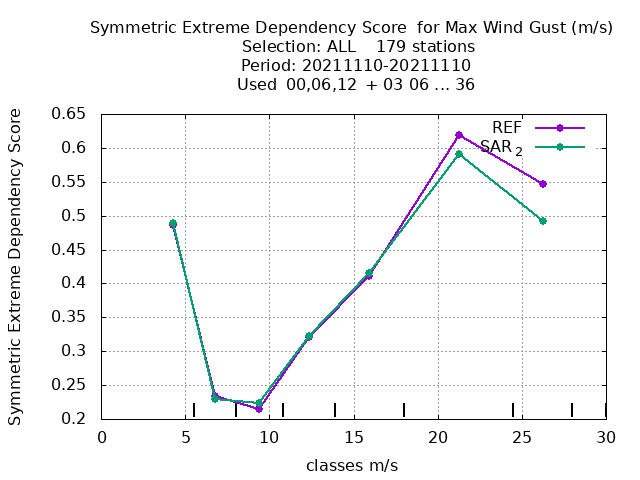 Symmetric Extreme Dependency Score for Max Wind Gust (m/s)
Selection: ALL 179 stations
Period: 20211110-20211110
Used 00,06,12 + 03 06 ... 36
Symmetric Extreme Dependency Score
0.65
0.6
0.55
0.5
0.45
0.4
0.35
0.3
0.25
0.2
REF
SAR 2
0 5 10 15 20 25 30
classes m/s